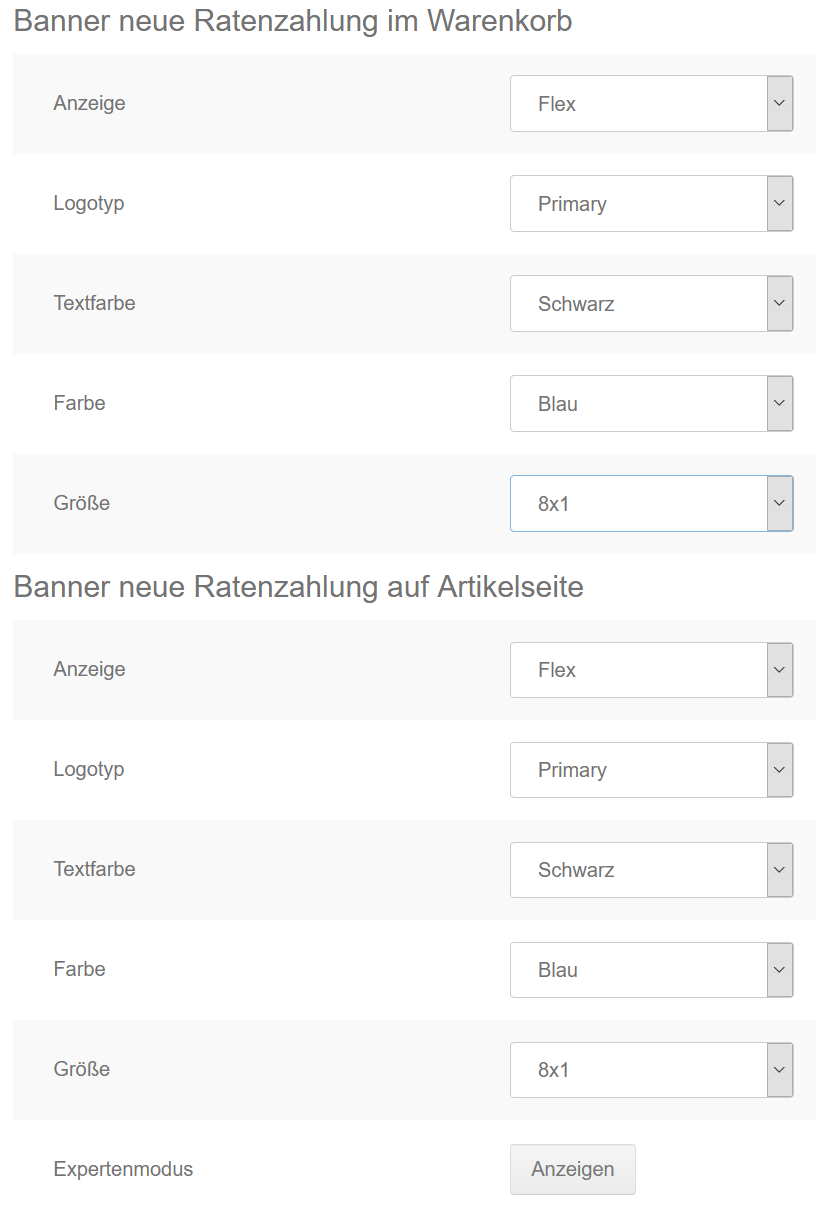 Banner neue Ratenzahlung im Warenkorb
Anzeige Flex
Logotyp Primary
Textfarbe Schwarz
Farbe Blau
Größe 8x1
Banner neue Ratenzahlung auf Artikelseite
Anzeige Flex
Logotyp Primary
Textfarbe Schwarz
Farbe Blau
Größe 8x1
Expertenmodus Anzeigen